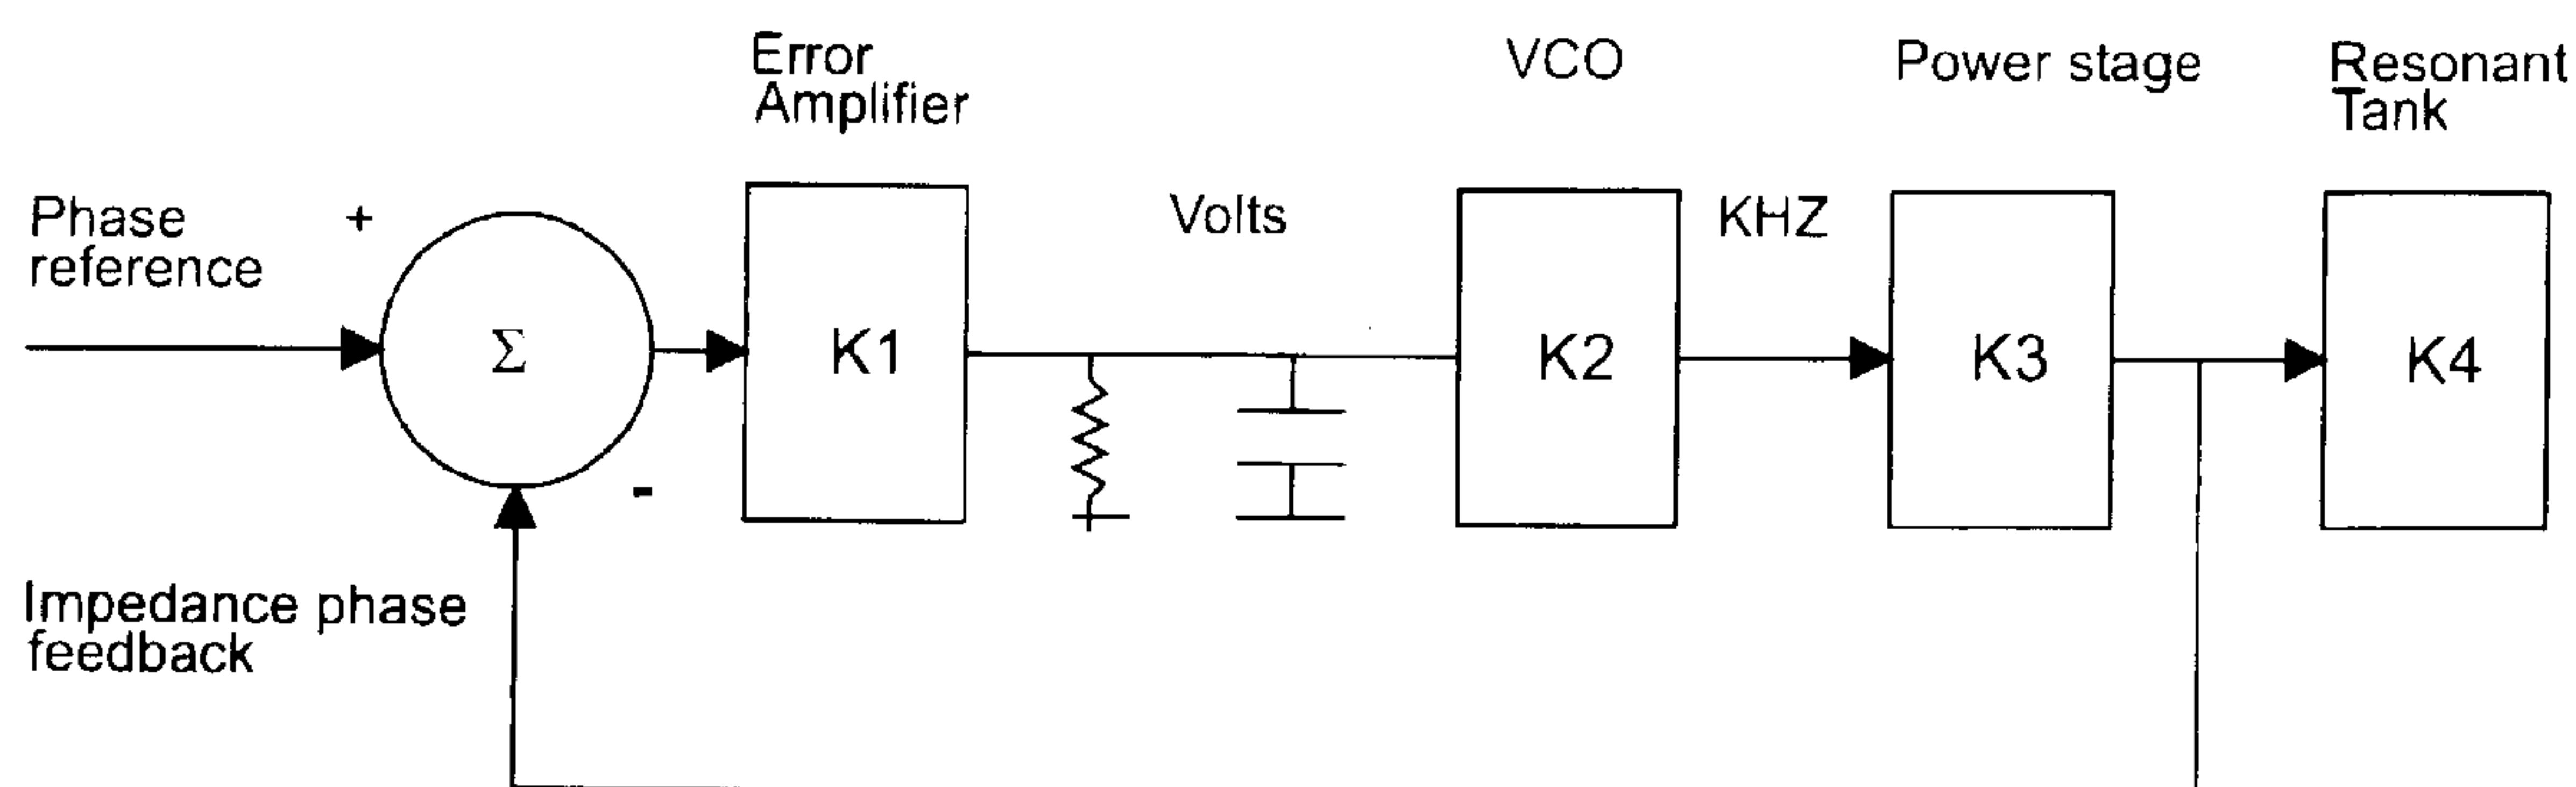 Error
Amplifier
VCO
Power stage
Resonant
Tank
Phase
reference
+
Volts
KHZ
Σ
K1
K2
K3
K4
-
Impedance phase
feedback